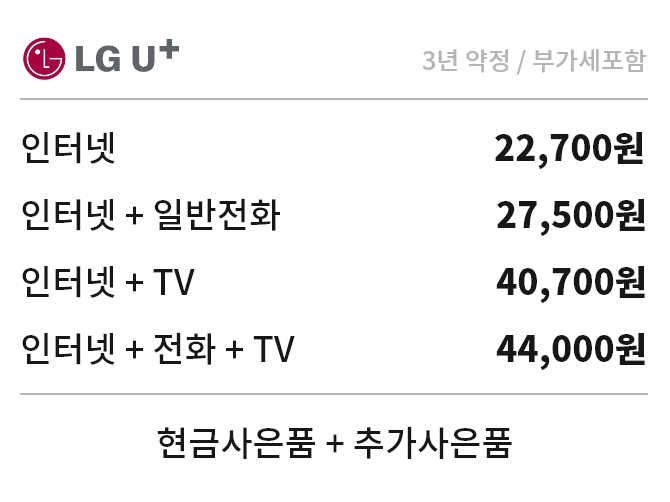 LG U+
3년 약정 / 부가세포함
인터넷 22,700원
인터넷 + 일반전화 27,500원
인터넷 + TV 40,700원
인터넷 + 전화 + TV 44,000원
현금사은품 + 추가사은품